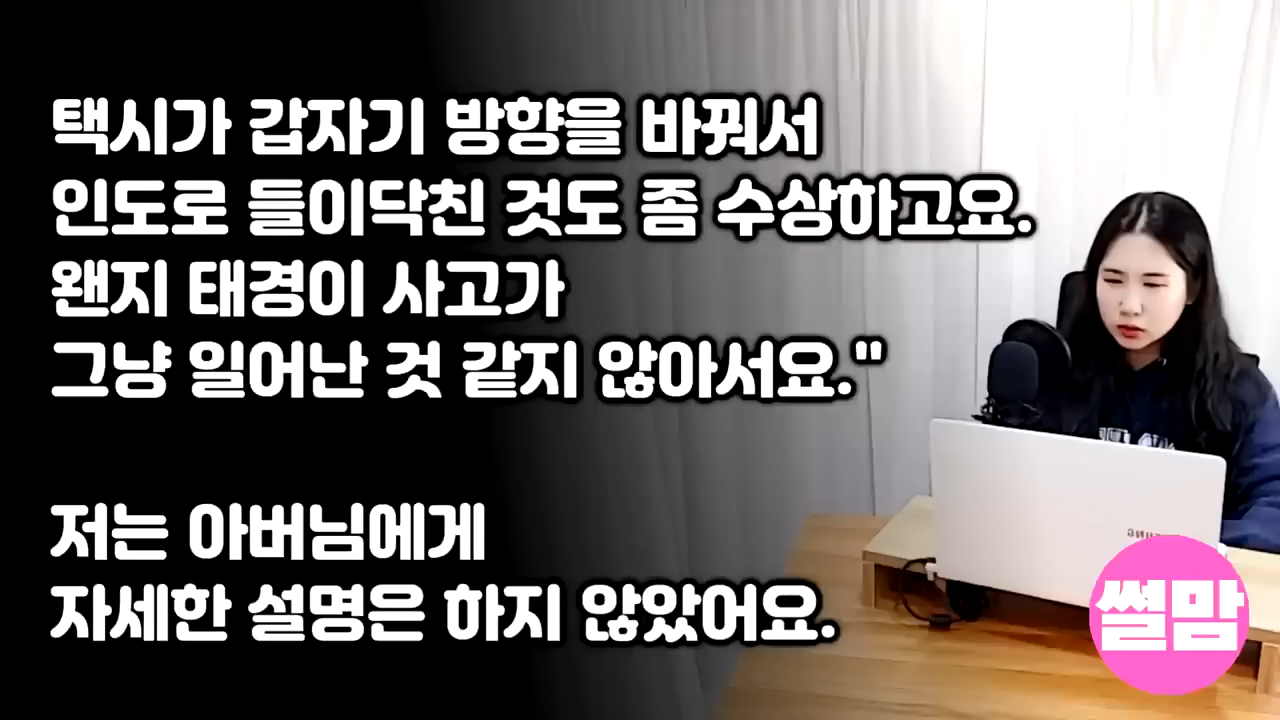 택시가 갑자기 방향을 바꿔서
인도로 들이닥친 것도 좀 수상하고요.
왠지 태경이 사고가
그냥 일어난 것 같지 않아서요."
저는 아버님에게
자세한 설명은 하지 않았어요.
썰맘